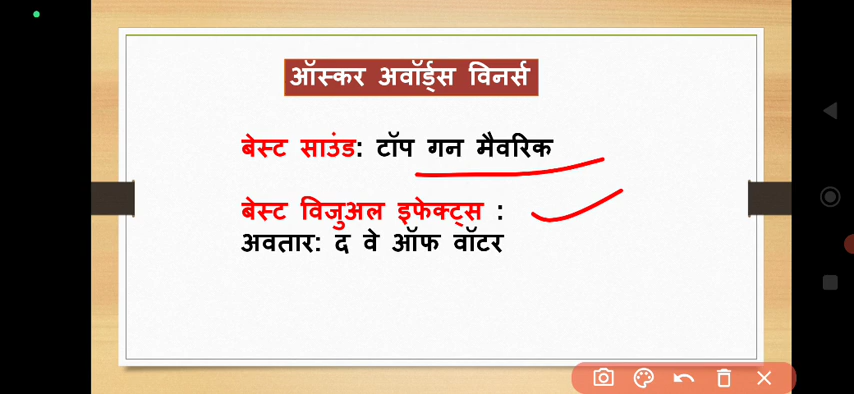 ऑस्कर अवॉर्ड्स विनर्स
बेस्ट साउंड: टॉप गन मैवरिक
बेस्ट विजुअल इफेक्ट्स :
अवतार: द वे ऑफ वॉटर